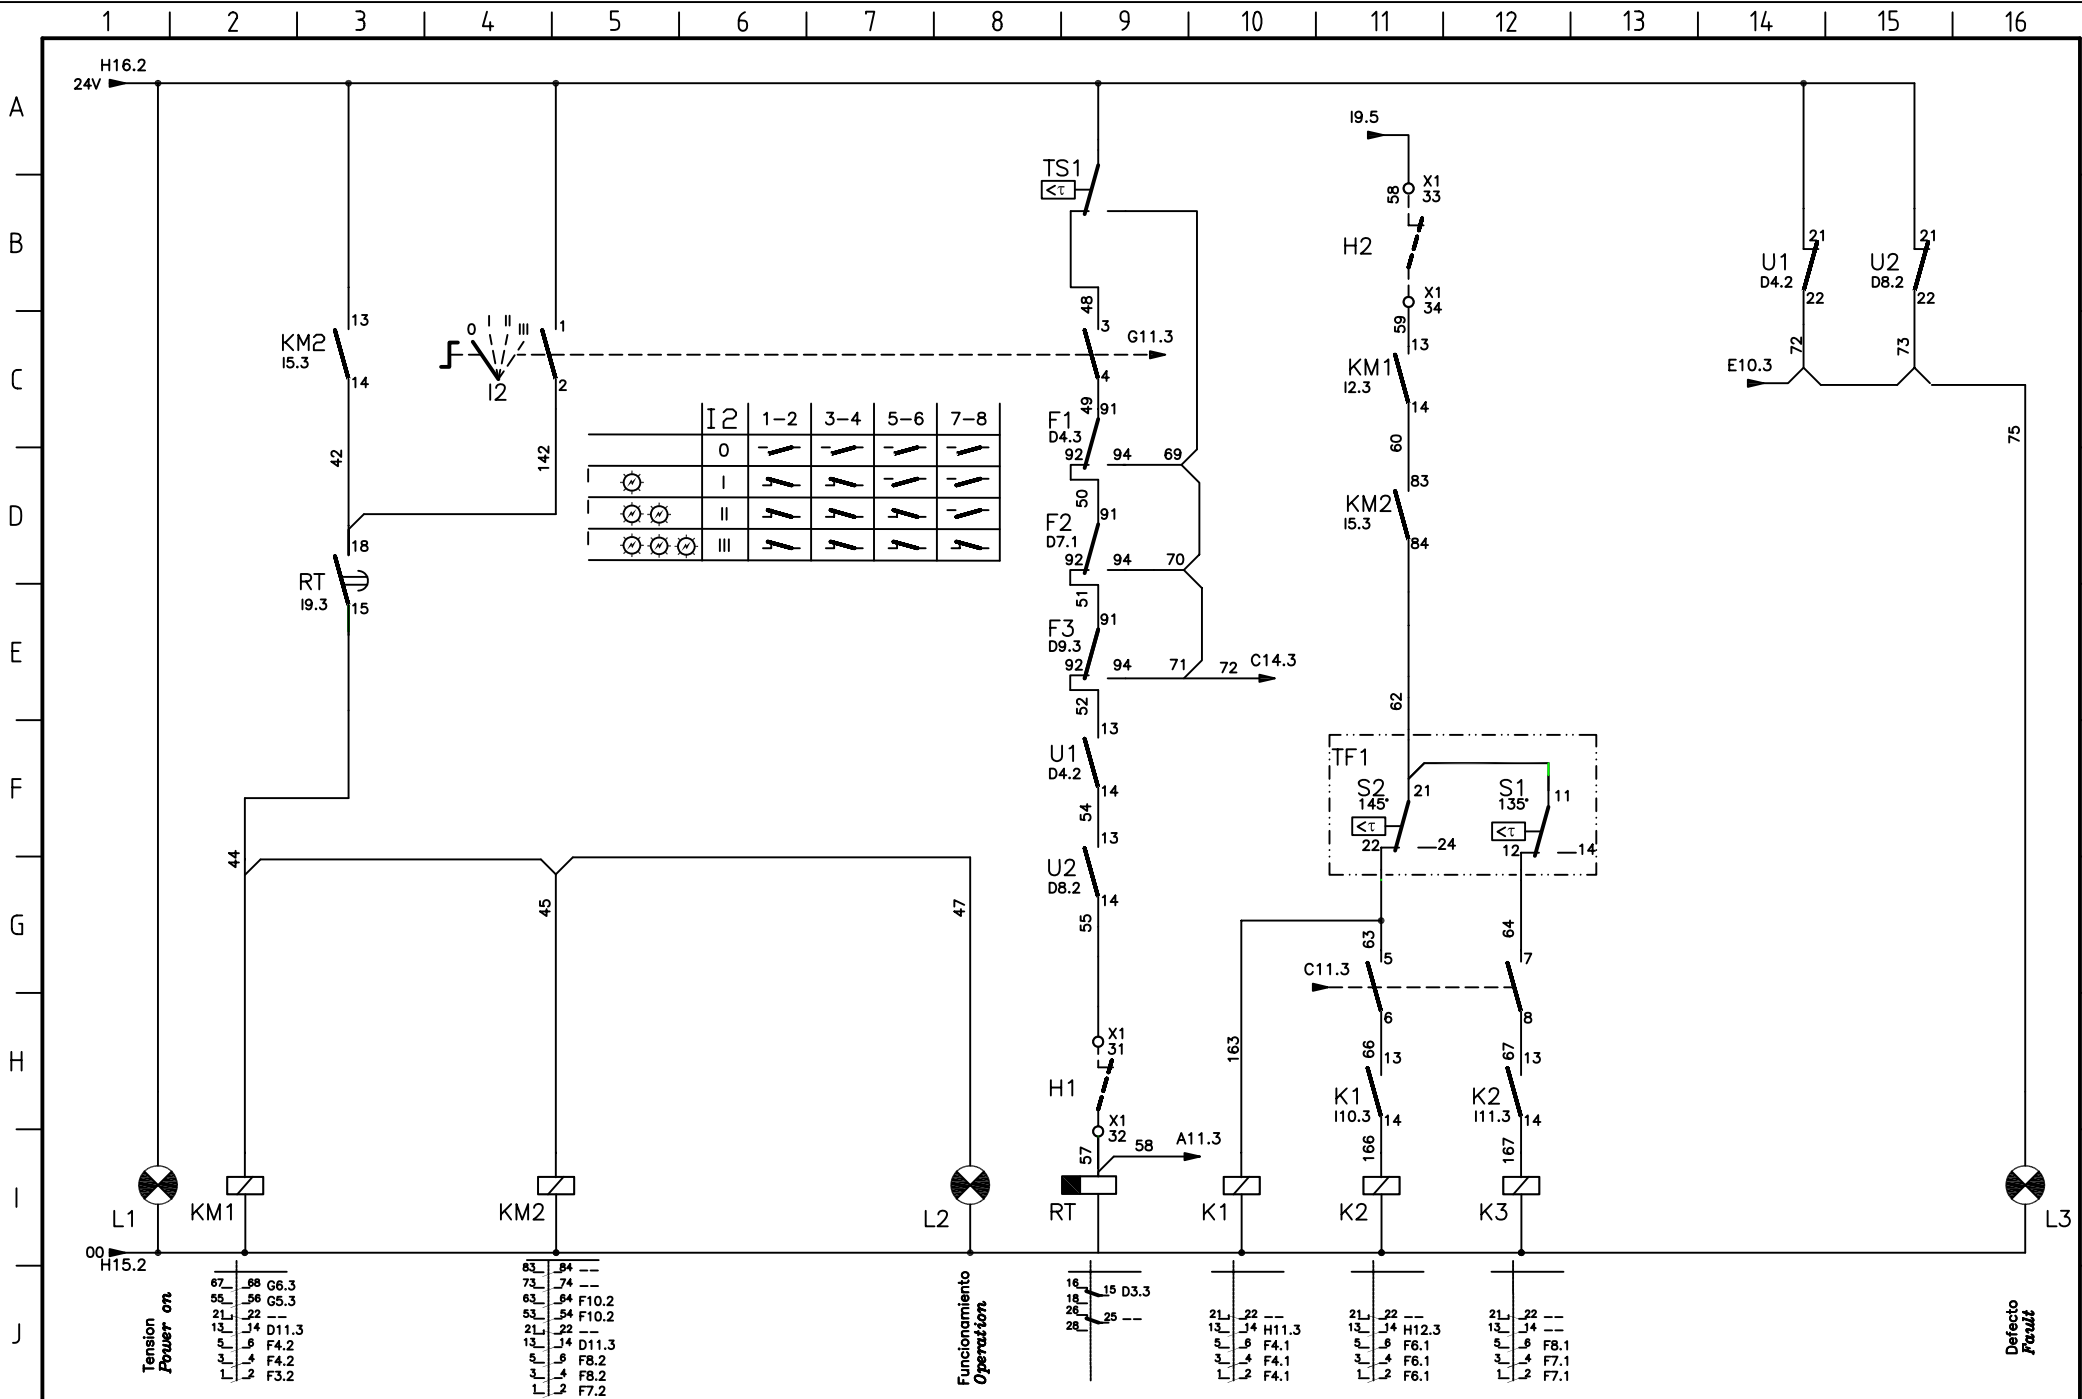 1 2 3 4 5 6 7 8 9 10 11 12 13 14 15 16
A
B
C
D
E
F
G
H
I
J
H16.2
24V
KM2
I5.3
13
14
42
18
RT
I9.3
15
44
0 I II III
I2
1
2
142
45
47
I2 1-2 3-4 5-6 7-8
0
I
II
III
TS1
<τ
48
3
G11.3
4
49
91
F1
D4.3
92 94 69
50
91
F2
D7.1
92 94 70
51
91
F3
D9.3
92 94 71 72 C14.3
52
13
U1
D4.2
14
54
13
U2
D8.2
14
55
X1
31
H1
X1
32
57
58 A11.3
I9.5
58
X1
33
H2
X1
34
59
13
KM1
I2.3
14
60
83
KM2
I5.3
84
62
TF1
S2
145°
21
<τ
22 24
S1
135°
11
<τ
12 14
63
64
C11.3
5
6
7
8
163
66
13
K1
I10.3
14
166
67
13
K2
I11.3
14
167
21
U1
D4.2
22
21
U2
D8.2
22
72
73
E10.3
75
L1
KM1
KM2
L2
RT
K1
K2
K3
L3
00
H15.2
Tension
Power on
67 68 G6.3
55 56 G5.3
21 22 --
13 14 D11.3
5 6 F4.2
3 4 F4.2
1 2 F3.2
83 84 --
73 74 --
63 64 F10.2
53 54 F10.2
21 22 --
13 14 D11.3
5 6 F8.2
3 4 F8.2
1 2 F7.2
Funcionamiento
Operation
16
15 D3.3
18
26
25 --
28
21 22 --
13 14 H11.3
5 6 F4.1
3 4 F4.1
1 2 F4.1
21 22 --
13 14 H12.3
5 6 F6.1
3 4 F6.1
1 2 F6.1
21 22 --
13 14 --
5 6 F8.1
3 4 F7.1
1 2 F7.1
Defecto
Fault